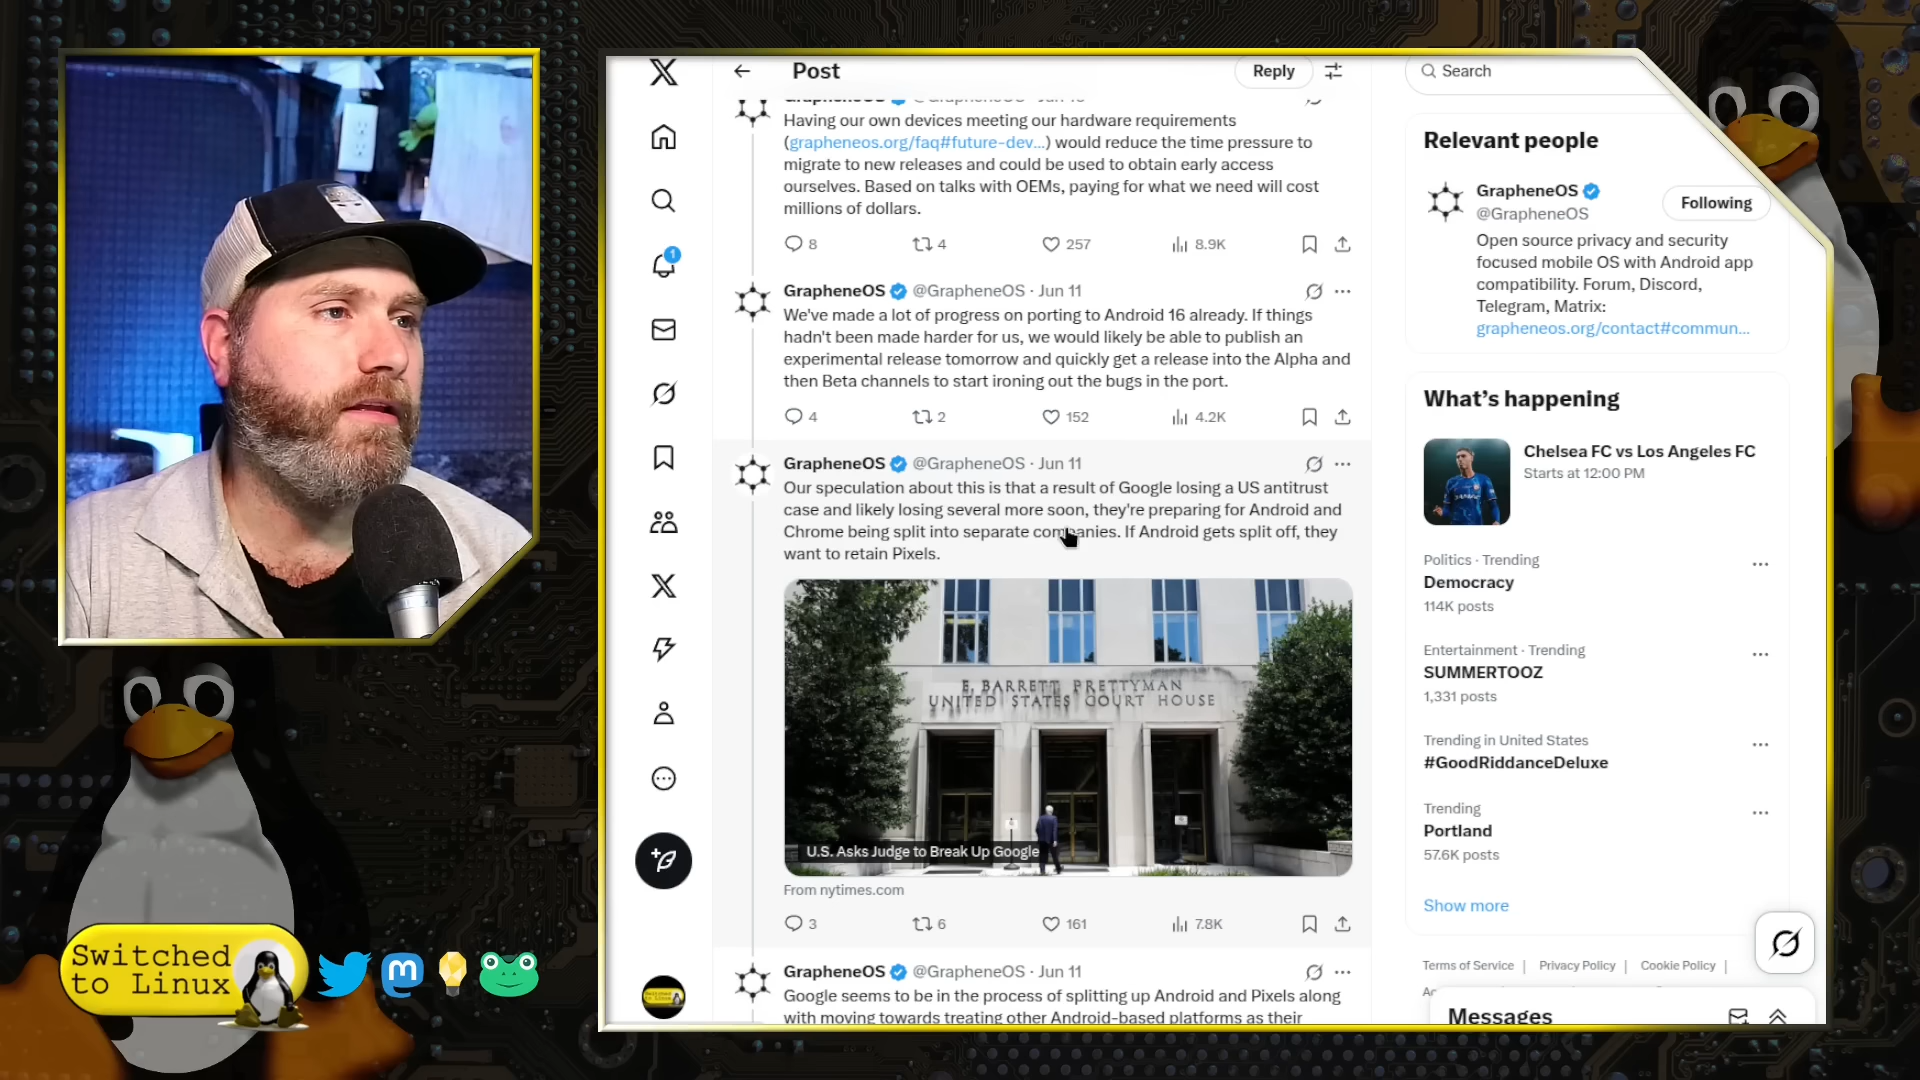 Post
Reply
Search
GrapheneOS @GrapheneOS
Having our own devices meeting our hardware requirements
(grapheneos.org/faq#future-dev...) would reduce the time pressure to
migrate to new releases and could be used to obtain early access
ourselves. Based on talks with OEMs, paying for what we need will cost
millions of dollars.
8 4 257 8.9K
GrapheneOS @GrapheneOS · Jun 11
We've made a lot of progress on porting to Android 16 already. If things
hadn't been made harder for us, we would likely be able to publish an
experimental release tomorrow and quickly get a release into the Alpha and
then Beta channels to start ironing out the bugs in the port.
4 2 152 4.2K
GrapheneOS @GrapheneOS · Jun 11
Our speculation about this is that a result of Google losing a US antitrust
case and likely losing several more soon, they're preparing for Android and
Chrome being split into separate companies. If Android gets split off, they
want to retain Pixels.
E. BARRETT PRETTYMAN
UNITED STATES COURT HOUSE
U.S. Asks Judge to Break Up Google
From nytimes.com
3 6 161 7.8K
GrapheneOS @GrapheneOS · Jun 11
Google seems to be in the process of splitting up Android and Pixels along
with moving towards treating other Android-based platforms as their
1
Relevant people
GrapheneOS
@GrapheneOS
Following
Open source privacy and security
focused mobile OS with Android app
compatibility. Forum, Discord,
Telegram, Matrix:
grapheneos.org/contact#commun...
What's happening
Chelsea FC vs Los Angeles FC
Starts at 12:00 PM
Politics · Trending
Democracy
114K posts
Entertainment · Trending
SUMMERTOOZ
1,331 posts
Trending in United States
#GoodRiddanceDeluxe
Trending
Portland
57.6K posts
Show more
Terms of Service | Privacy Policy | Cookie Policy |
Messages
Switched
to Linux